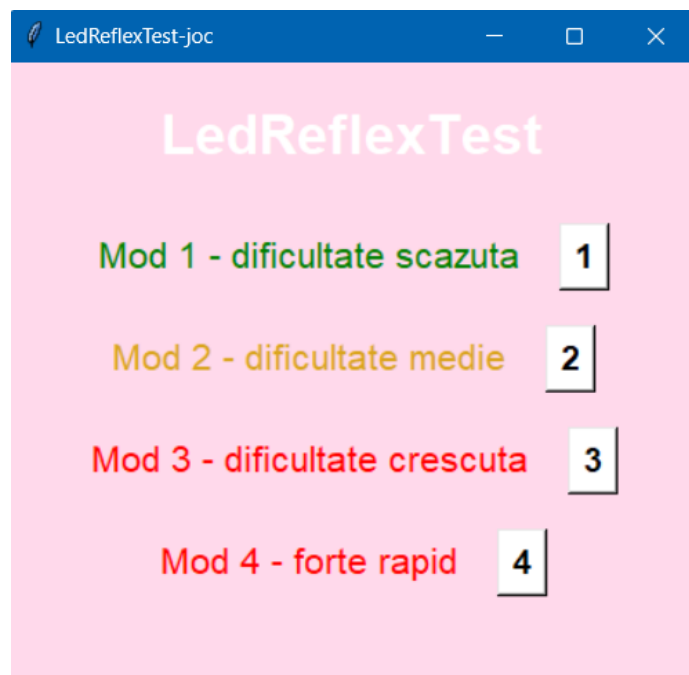 LedReflexTest-joc
LedReflexTest
Mod 1 - dificultate scazuta 1
Mod 2 - dificultate medie 2
Mod 3 - dificultate crescuta 3
Mod 4 - forte rapid 4